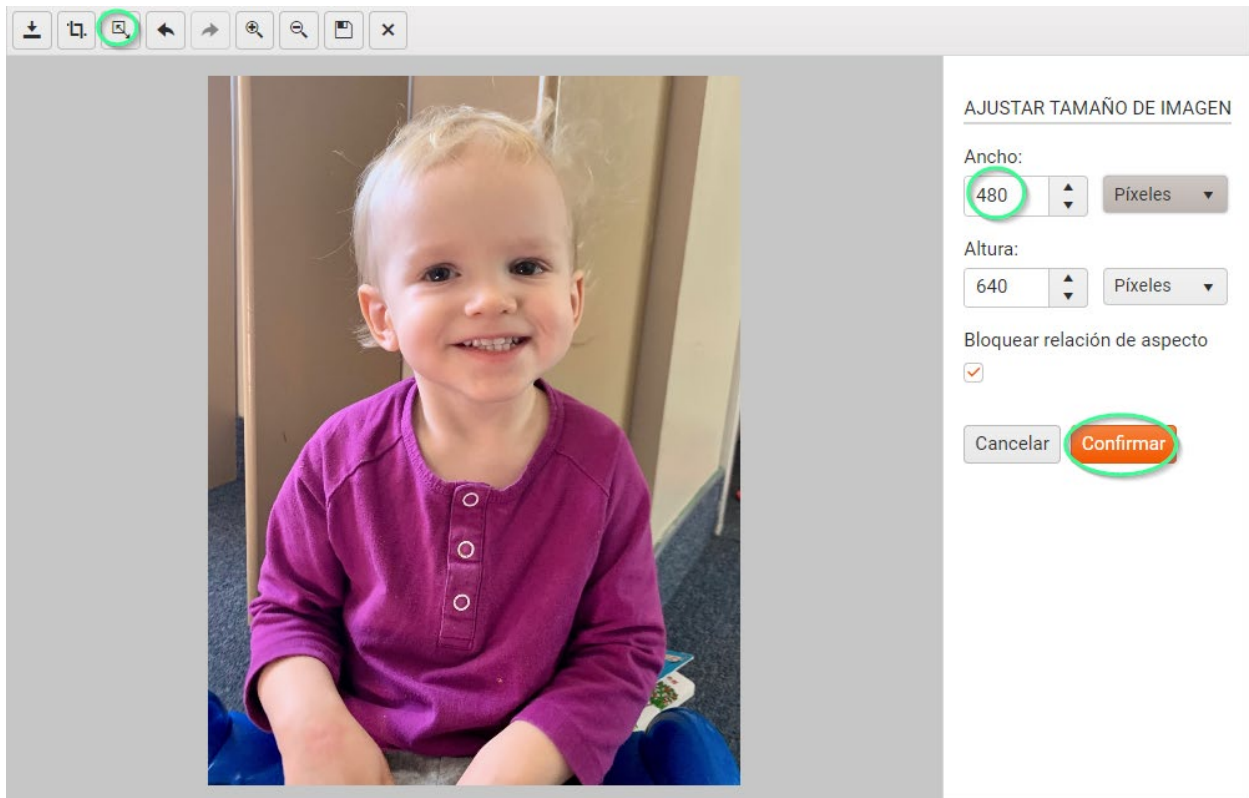 AJUSTAR TAMAÑO DE IMAGEN
Ancho:
480 Píxeles
Altura:
640 Píxeles
Bloquear relación de aspecto
Cancelar Confirmar